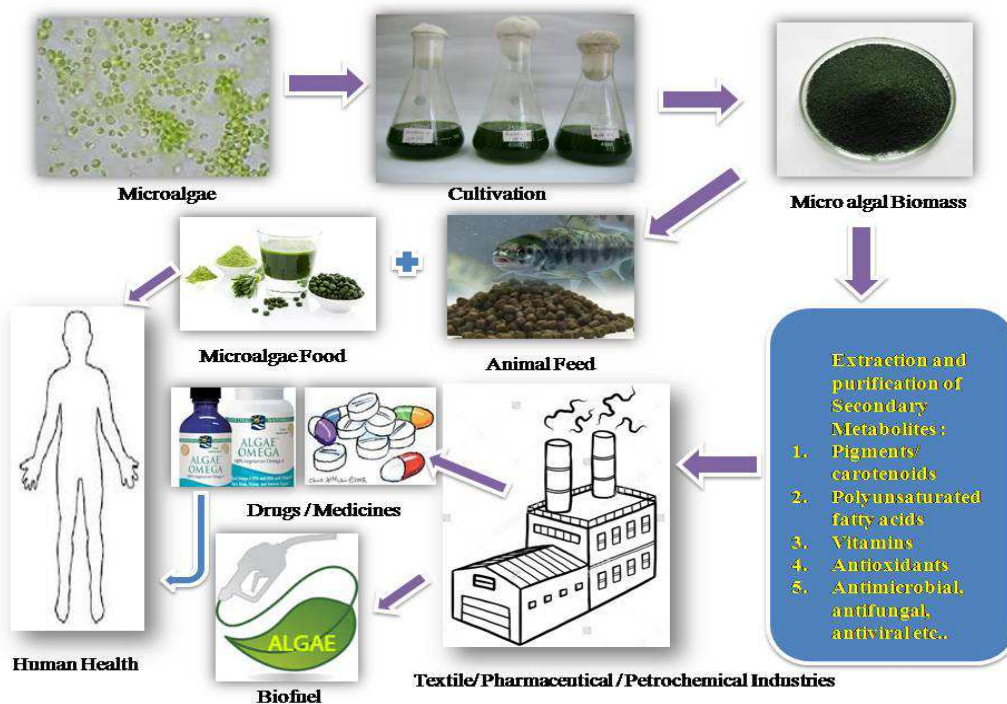 Microalgae
Cultivation
Micro algal Biomass
Microalgae Food
Animal Feed
Extraction and
purification of
Secondary
Metabolites :
1. Pigments/
carotenoids
2. Polyunsaturated
fatty acids
3. Vitamins
4. Antioxidants
5. Antimicrobial,
antifungal,
antiviral etc..
ALGAE
OMEGA
ALGAE
OMEGA
Drugs / Medicines
ALGAE
Human Health
Biofuel
Textile/ Pharmaceutical / Petrochemical Industries